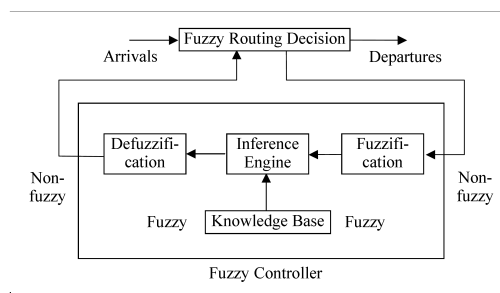 Fuzzy Routing Decision
Arrivals
Departures
Defuzzifi-
cation
Inference
Engine
Fuzzifi-
cation
Non-
fuzzy
Non-
fuzzy
Fuzzy
Knowledge Base
Fuzzy
Fuzzy Controller